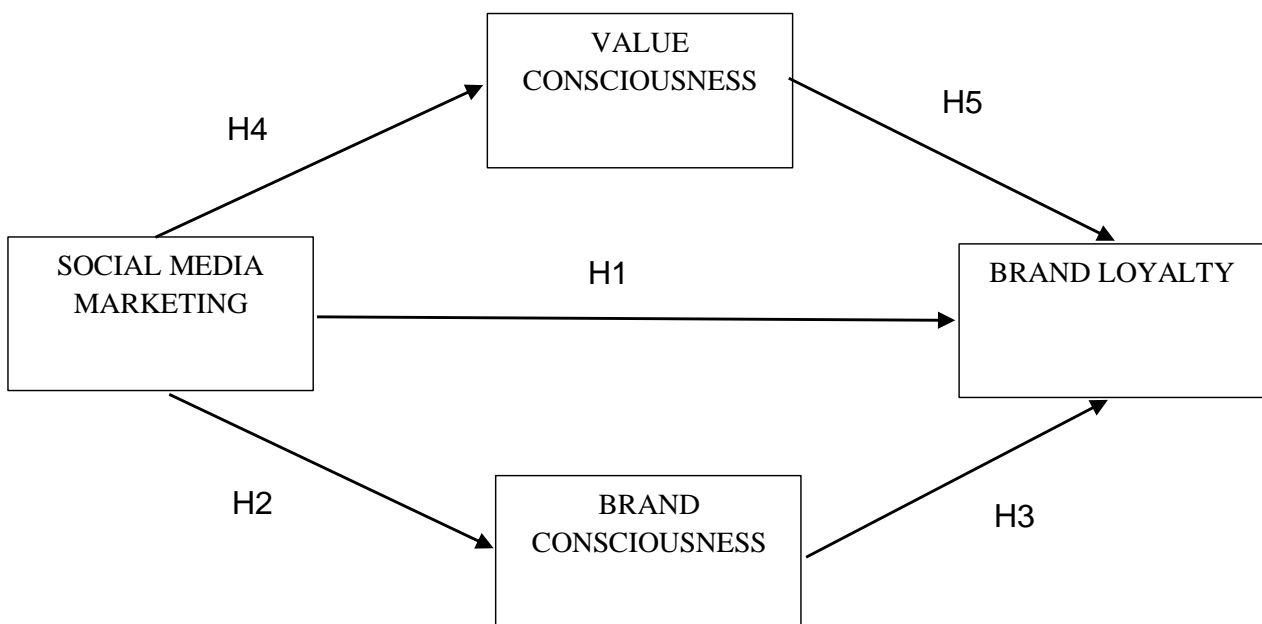 VALUE
CONSCIOUSNESS
H4
H5
SOCIAL MEDIA
MARKETING
H1
BRAND LOYALTY
H2
BRAND
CONSCIOUSNESS
H3